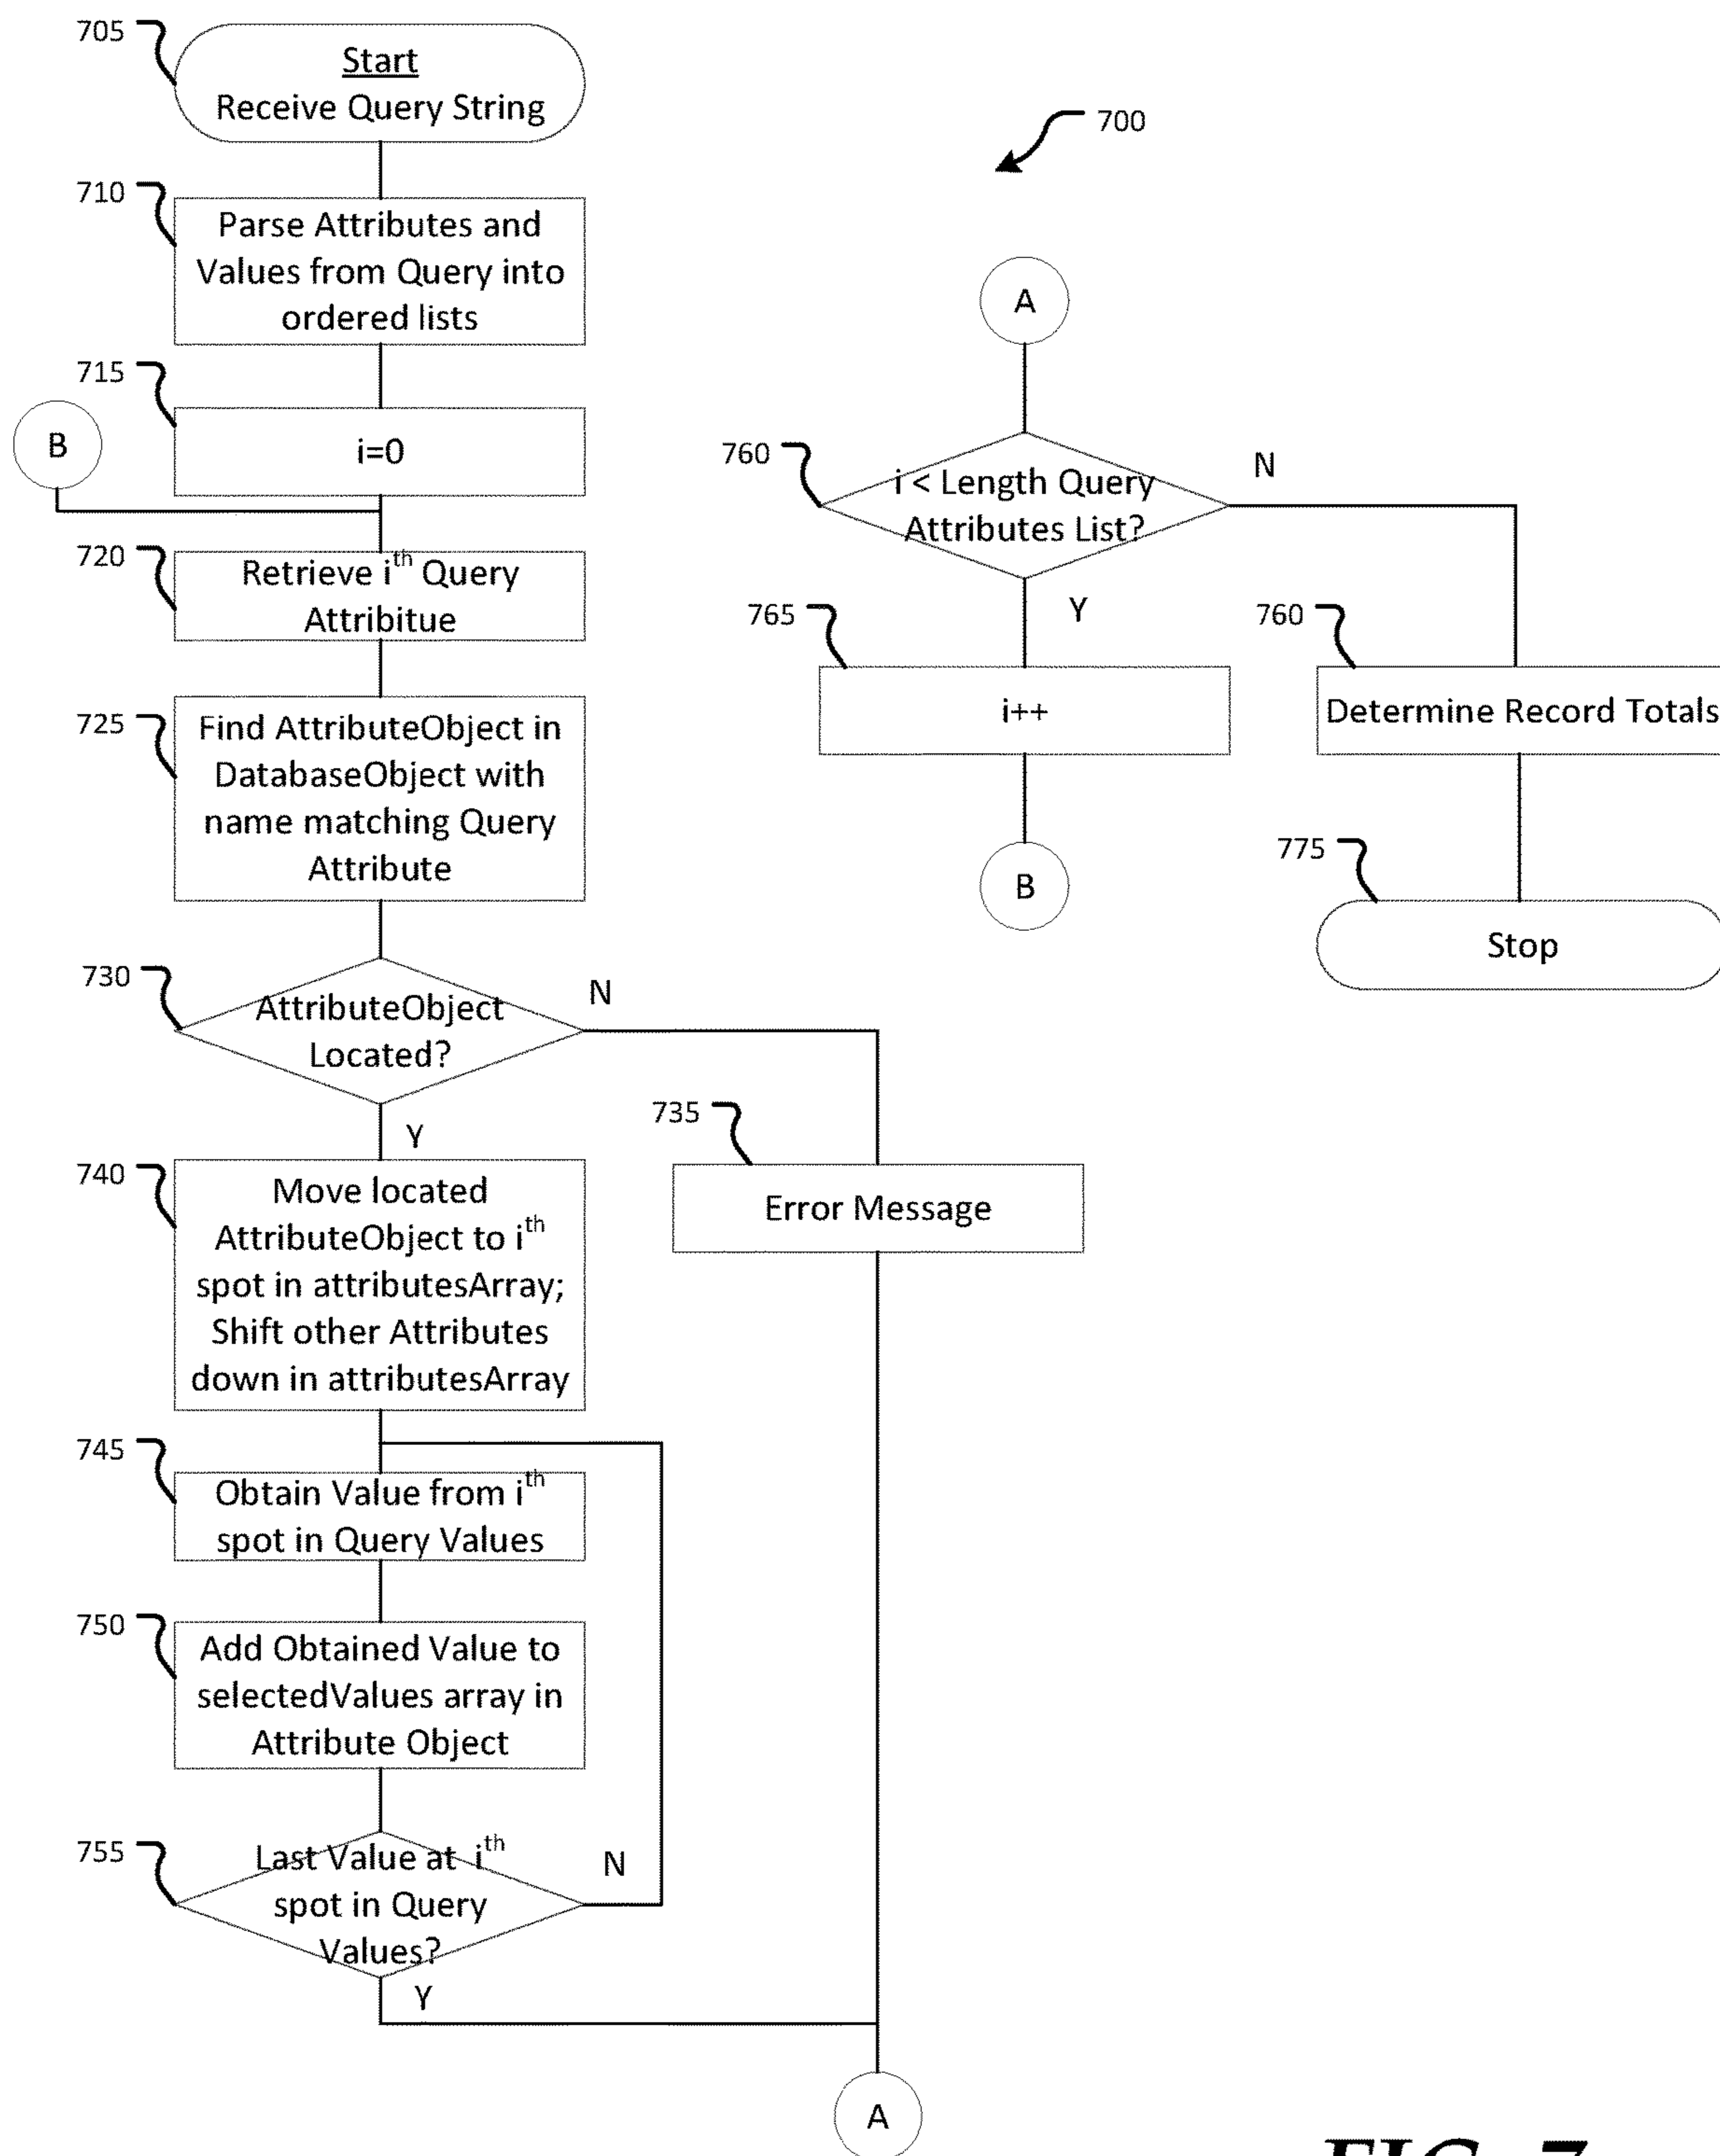 705
Start
Receive Query String
700
710
Parse Attributes and
Values from Query into
ordered lists
715
i=0
B
720
Retrieve ith Query
Attribitue
725
Find AttributeObject in
DatabaseObject with
name matching Query
Attribute
730
AttributeObject
Located?
N
Y
735
Error Message
740
Move located
AttributeObject to ith
spot in attributesArray;
Shift other Attributes
down in attributesArray
745
Obtain Value from ith
spot in Query Values
750
Add Obtained Value to
selectedValues array in
Attribute Object
755
Last Value at ith
spot in Query
Values?
N
Y
A
A
760
i < Length Query
Attributes List?
N
Y
765
i++
B
760
Determine Record Totals
775
Stop
FIG. 7